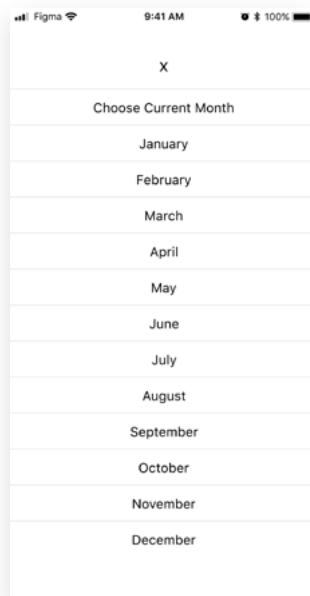 Figma 9:41 AM 100%
X
Choose Current Month
January
February
March
April
May
June
July
August
September
October
November
December